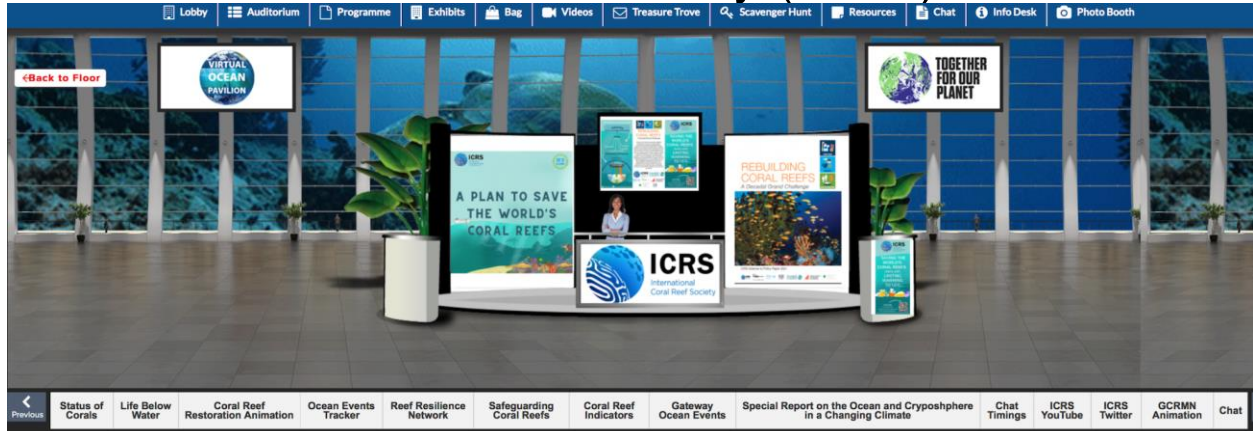 Lobby Auditorium Programme Exhibits Bag Videos Treasure Trove Scavenger Hunt Resources Chat Info Desk Photo Booth
Back to Floor
VIRTUAL
OCEAN
PAVILION
TOGETHER
FOR OUR
PLANET
ICRS
A PLAN TO SAVE
THE WORLD'S
CORAL REEFS
REBUILDING
CORAL REEFS
A Decadal Grand Challenge
ICRS
International
Coral Reef Society
ICRS
Previous
Status of
Corals
Life Below
Water
Coral Reef
Restoration Animation
Ocean Events
Tracker
Reef Resilience
Network
Safeguarding
Coral Reefs
Coral Reef
Indicators
Gateway
Ocean Events
Special Report on the Ocean and Cryposhphere
in a Changing Climate
Chat
Timings
ICRS
YouTube
ICRS
Twitter
GCRMN
Animation
Chat